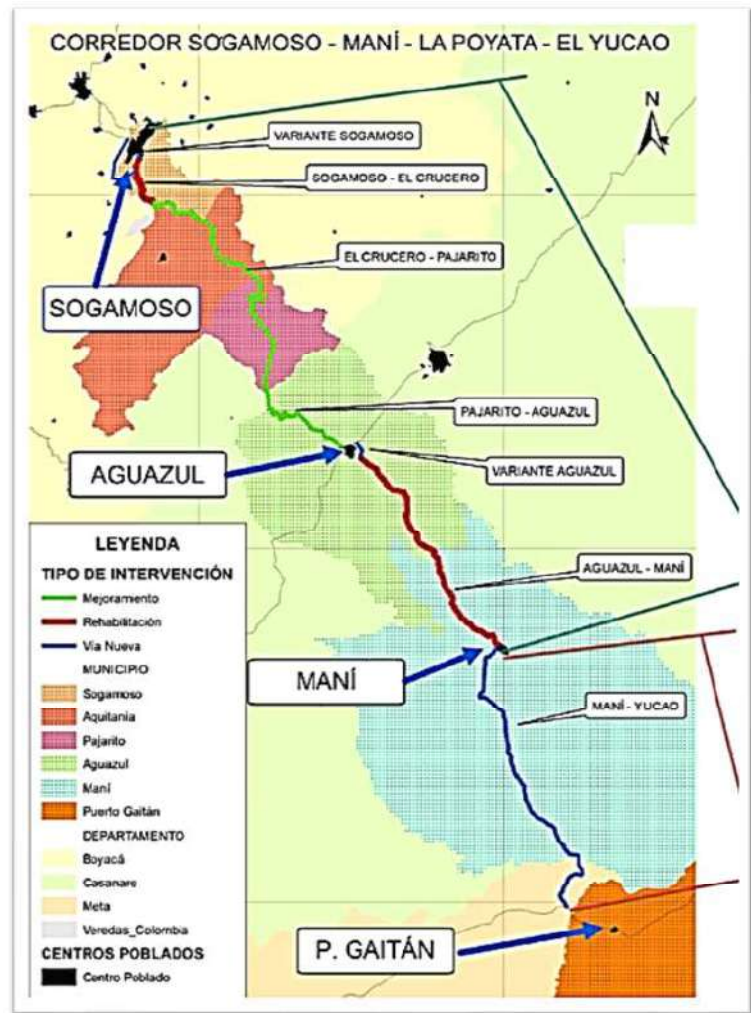 CORREDOR SOGAMOSO - MANÍ - LA POYATA - EL YUCAO
N
VARIANTE SOGAMOSO
SOGAMOSO - EL CRUCERO
EL CRUCERO - PAJARITO
SOGAMOSO
PAJARITO - AGUAZUL
AGUAZUL
VARIANTE AGUAZUL
AGUAZUL - MANÍ
MANÍ
MANÍ - YUCAO
P. GAITÁN
LEYENDA
TIPO DE INTERVENCIÓN
Mejoramiento
Rehabilitación
Vía Nueva
MUNICIPIO
Sogamoso
Aquitania
Pajarito
Aguazul
Maní
Puerto Gaitán
DEPARTAMENTO
Boyacá
Casanare
Meta
Veredas_Colombia
CENTROS POBLADOS
Centro Poblado